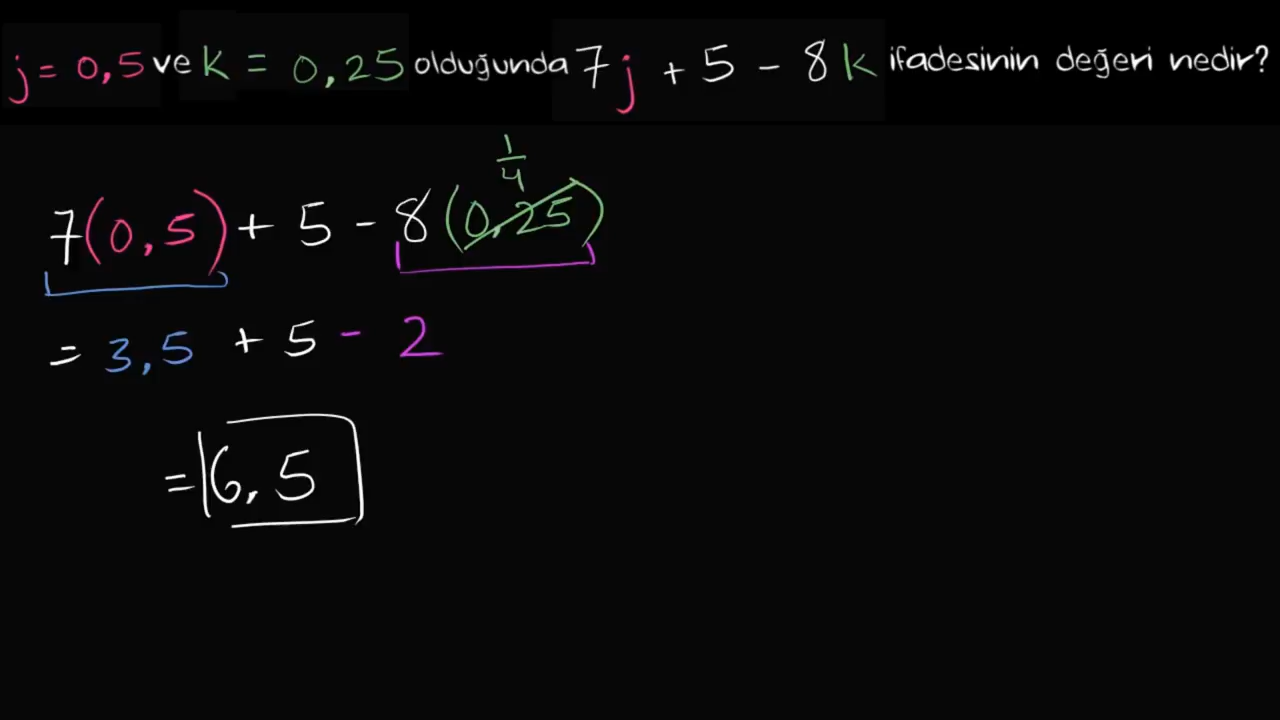 j = 0,5 ve k = 0,25 olduğunda 7j + 5 - 8k ifadesinin değeri nedir?
1/4
7(0,5) + 5 - 8(0,25)
= 3,5 + 5 - 2
= 6,5